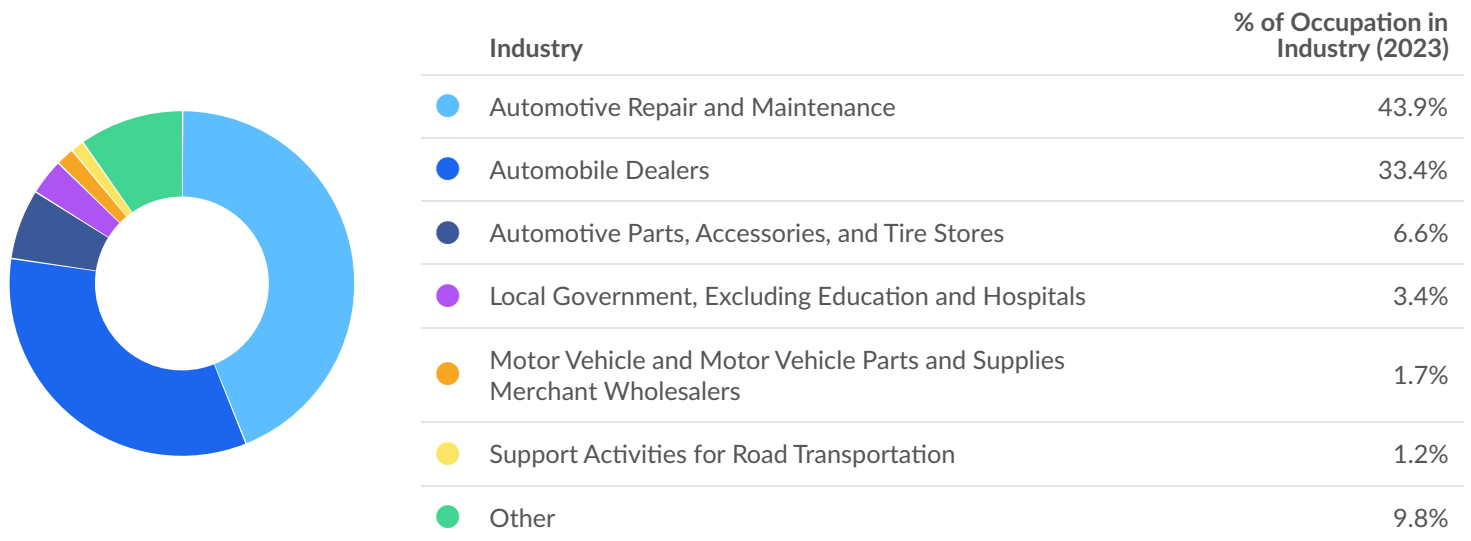 % of Occupation in
Industry
Industry (2023)
Automotive Repair and Maintenance 43.9%
Automobile Dealers 33.4%
Automotive Parts, Accessories, and Tire Stores 6.6%
Local Government, Excluding Education and Hospitals 3.4%
Motor Vehicle and Motor Vehicle Parts and Supplies
Merchant Wholesalers 1.7%
Support Activities for Road Transportation 1.2%
Other 9.8%